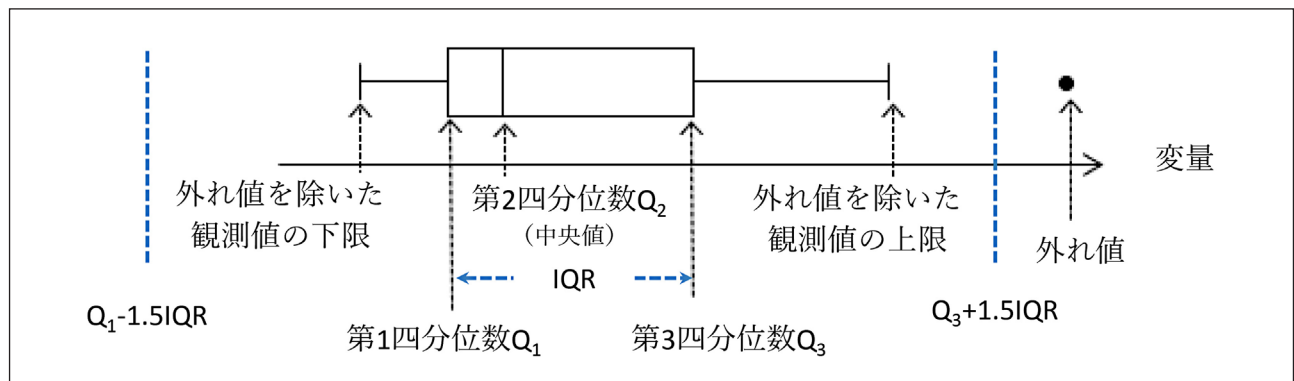 変量
外れ値を除いた
観測値の下限
第2四分位数Q₂
（中央値）
外れ値を除いた
観測値の上限
外れ値
IQR
Q₁-1.5IQR
Q₃+1.5IQR
第1四分位数Q₁
第3四分位数Q₃